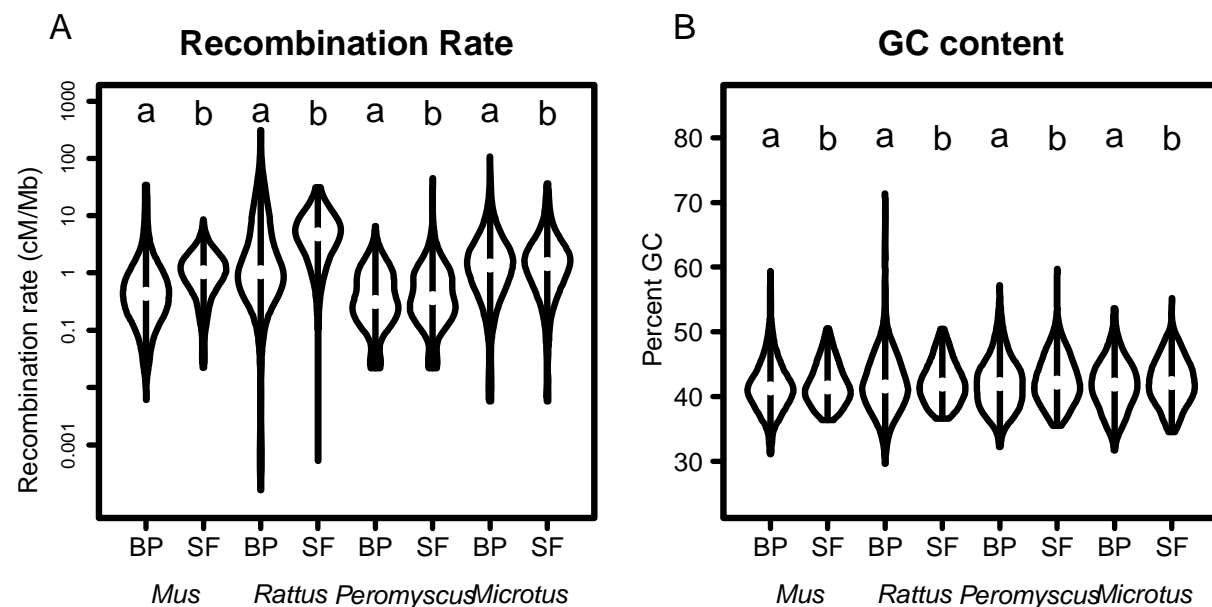 A
Recombination Rate
Recombination rate (cM/Mb)
1000
100
10
1
0.1
0.001
a b a b a b a b
BP SF BP SF BP SF BP SF
Mus Rattus Peromyscus Microtus
B
GC content
Percent GC
80
70
60
50
40
30
a b a b a b a b
BP SF BP SF BP SF BP SF
Mus Rattus Peromyscus Microtus